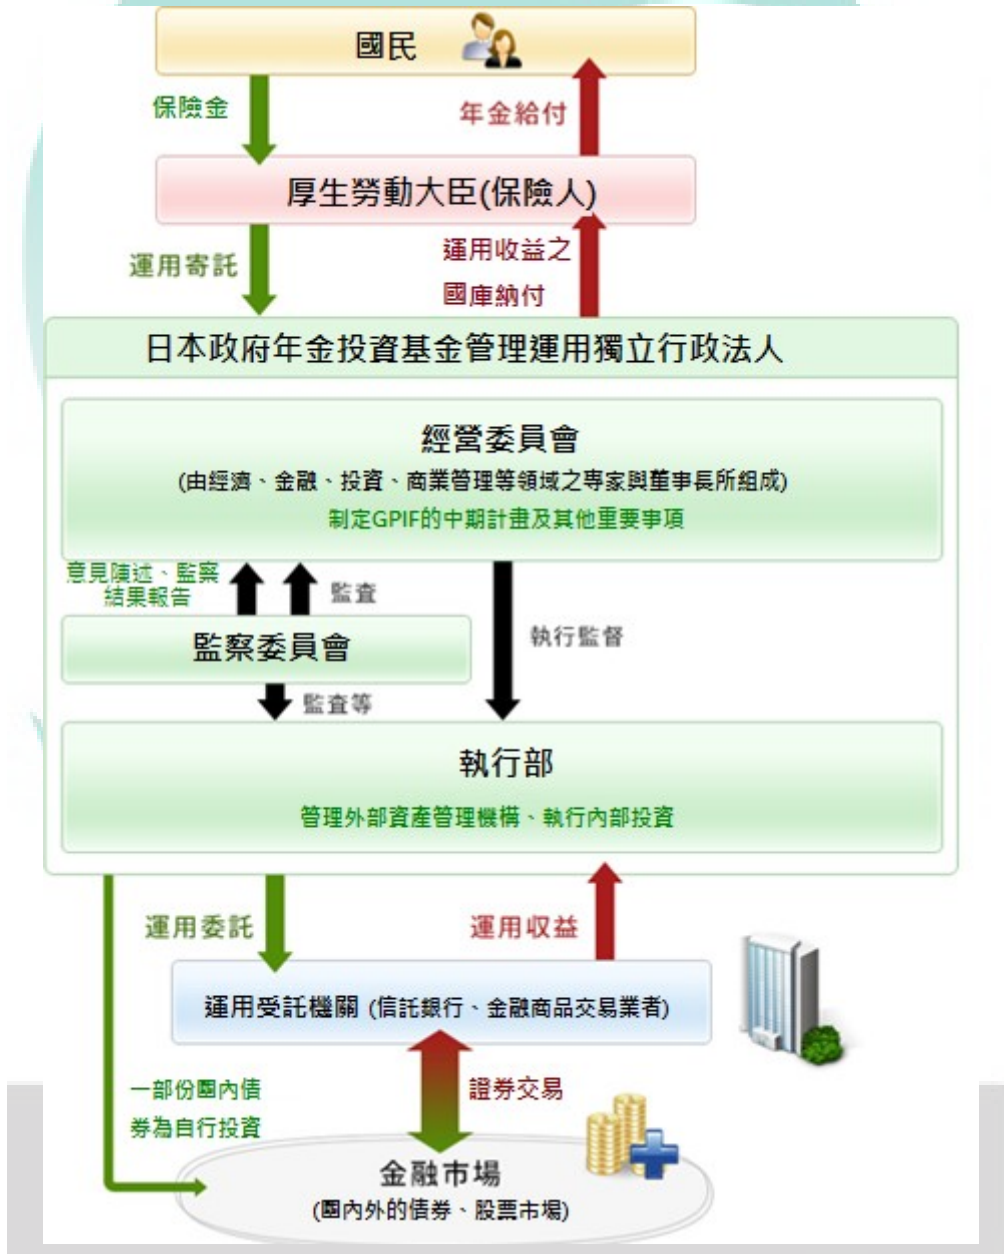 國民
保險金
年金給付
厚生勞動大臣(保險人)
運用寄託
運用收益之
國庫納付
日本政府年金投資基金管理運用獨立行政法人
經營委員會
(由經濟、金融、投資、商業管理等領域之專家與董事長所組成)
制定GPIF的中期計畫及其他重要事項
意見陳述、監察
結果報告
監査
執行監督
監察委員會
監査等
執行部
管理外部資產管理機構、執行內部投資
運用委託
運用収益
運用受託機關 (信託銀行、金融商品交易業者)
一部份國內債
券為自行投資
證券交易
金融市場
(國內外的債券、股票市場)